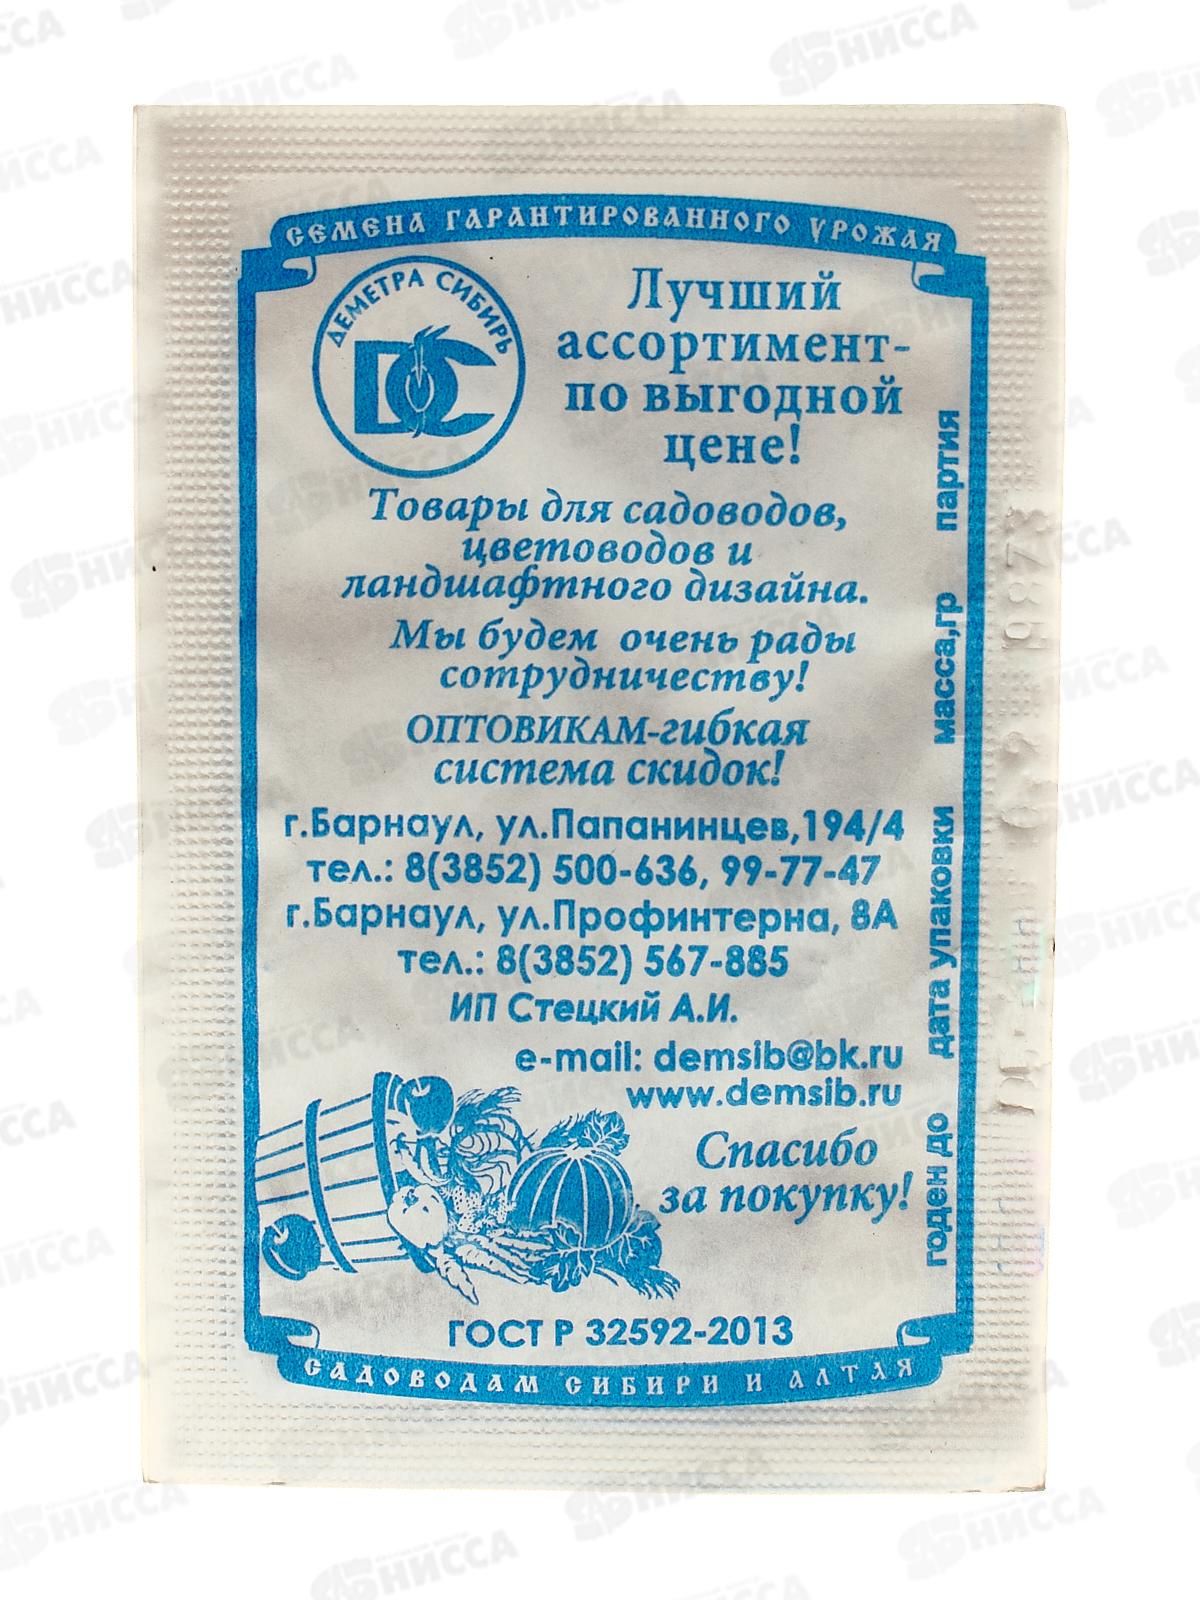 СЕМЕНА ГАРАНТИРОВАННОГО УРОЖАЯ
ДЕМЕТРА СИБИРЬ
DC
Лучший
ассортимент-
по выгодной
цене!
Товары для садоводов,
цветоводов и
ландшафтного дизайна.
Мы будем очень рады
сотрудничеству!
ОПТОВИКАМ-гибкая
система скидок!
г.Барнаул, ул.Папанинцев,194/4
тел.: 8(3852) 500-636, 99-77-47
г.Барнаул, ул.Профинтерна, 8А
тел.: 8(3852) 567-885
ИП Стецкий А.И.
e-mail: demsib@bk.ru
www.demsib.ru
Спасибо
за покупку!
ГОСТ Р 32592-2013
САДОВОДАМ СИБИРИ И АЛТАЯ
годен до дата упаковки масса,гр партия
НИССА